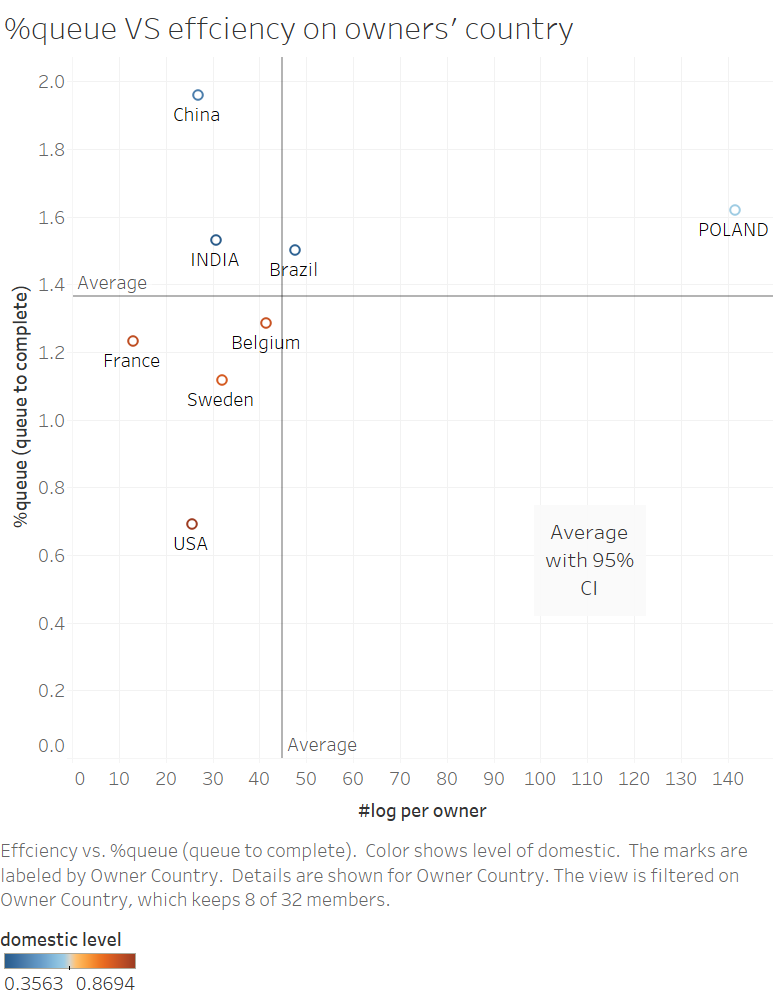 %queue VS effciency on owners’ country
2.0
China
1.8
1.6
POLAND
INDIA
Brazil
1.4
Average
Belgium
1.2
France
Sweden
1.0
0.8
USA
0.6
0.4
0.2
0.0
%queue (queue to complete)
Average
with 95%
CI
Average
0 10 20 30 40 50 60 70 80 90 100 110 120 130 140
#log per owner
Effciency vs. %queue (queue to complete).  Color shows level of domestic.  The marks are
labeled by Owner Country.  Details are shown for Owner Country. The view is filtered on
Owner Country, which keeps 8 of 32 members.
domestic level
0.3563 0.8694